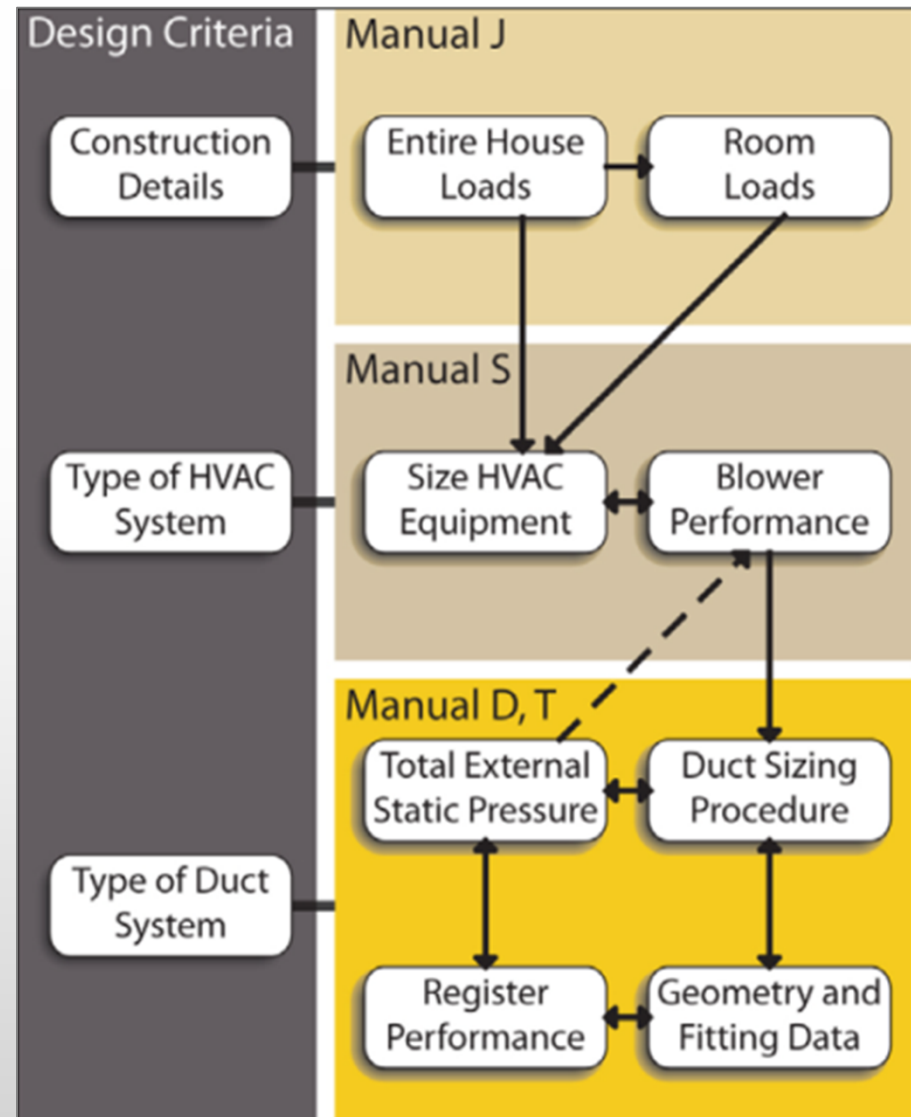 Design Criteria
Construction
Details
Type of HVAC
System
Type of Duct
System
Manual J
Entire House
Loads
Room
Loads
Manual S
Size HVAC
Equipment
Blower
Performance
Manual D, T
Total External
Static Pressure
Duct Sizing
Procedure
Register
Performance
Geometry and
Fitting Data